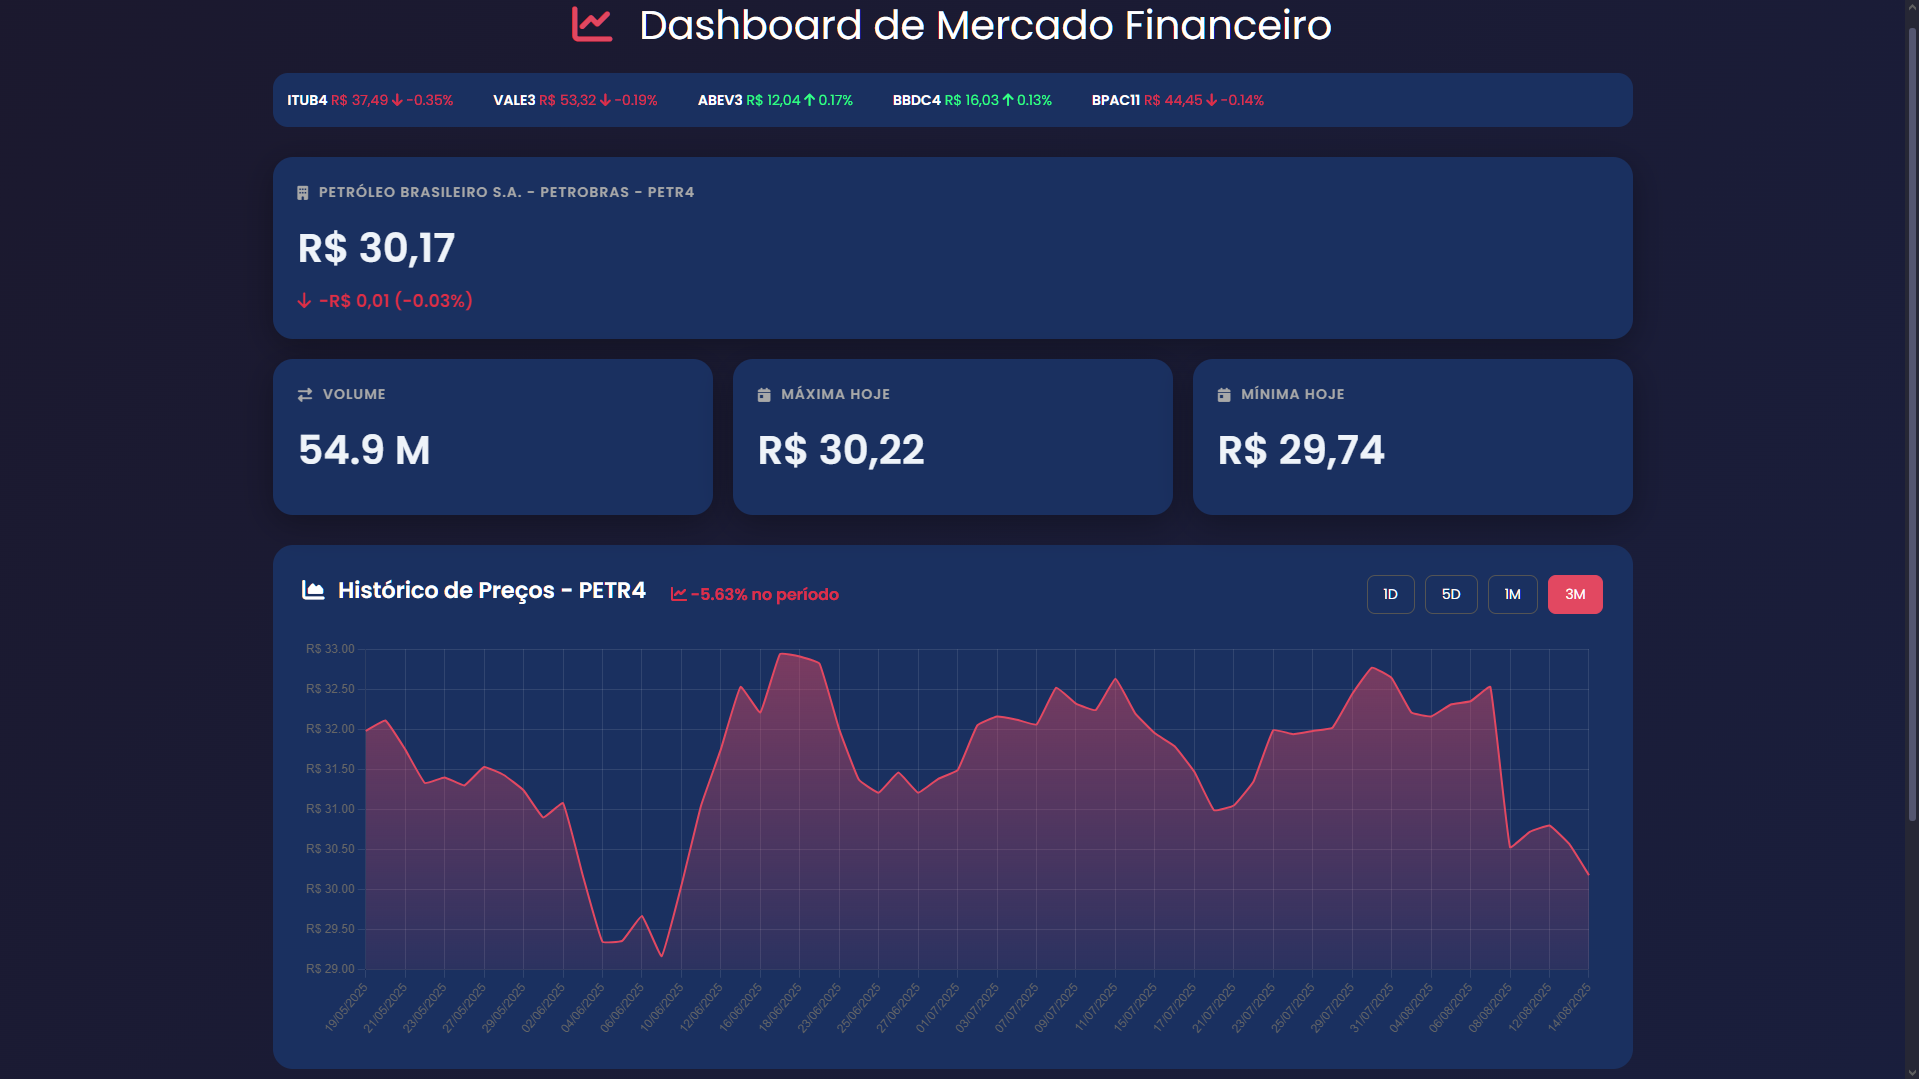 Dashboard de Mercado Financeiro
ITUB4 R$ 37,49 -0.35% VALE3 R$ 53,32 -0.19% ABEV3 R$ 12,04 0.17% BBDC4 R$ 16,03 0.13% BPAC11 R$ 44,45 -0.14%
PETRÓLEO BRASILEIRO S.A. - PETROBRAS - PETR4
R$ 30,17
-R$ 0,01 (-0.03%)
VOLUME
54.9 M
MÁXIMA HOJE
R$ 30,22
MÍNIMA HOJE
R$ 29,74
Histórico de Preços - PETR4 -5.63% no período
1D 5D 1M 3M
R$ 33.00
R$ 32.50
R$ 32.00
R$ 31.50
R$ 31.00
R$ 30.50
R$ 30.00
R$ 29.50
R$ 29.00
19/05/2025 21/05/2025 23/05/2025 27/05/2025 29/05/2025 02/06/2025 04/06/2025 06/06/2025 10/06/2025 12/06/2025 16/06/2025 18/06/2025 23/06/2025 25/06/2025 27/06/2025 01/07/2025 03/07/2025 07/07/2025 09/07/2025 11/07/2025 15/07/2025 17/07/2025 21/07/2025 23/07/2025 25/07/2025 29/07/2025 31/07/2025 04/08/2025 06/08/2025 08/08/2025 12/08/2025 14/08/2025